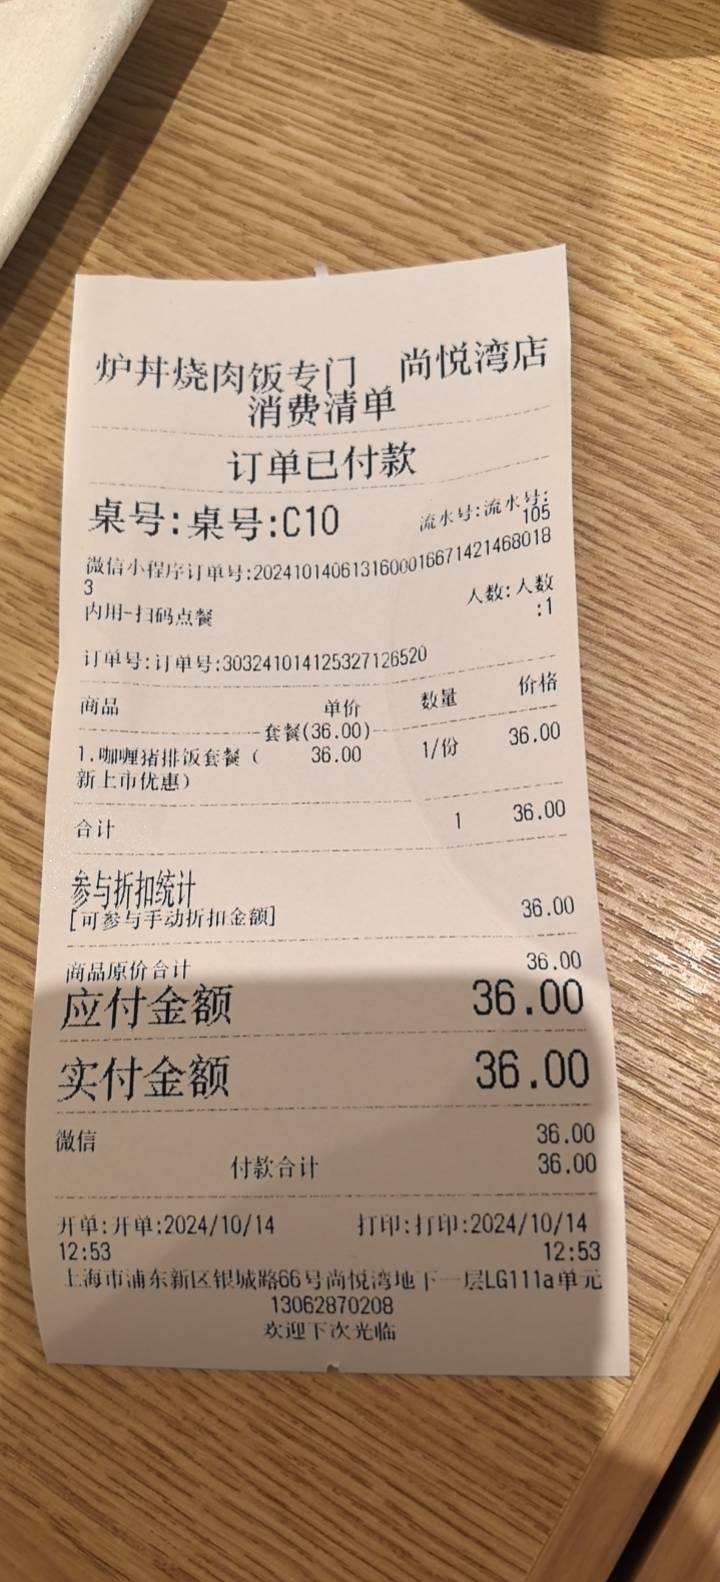 炉丼烧肉饭专门 尚悦湾店
消费清单
订单已付款
桌号:桌号:C10 流水号:流水号:
105
微信小程序订单号:2024101406131600016671421468018
3
内用-扫码点餐 人数:人数
:1
订单号:订单号:303241014125327126520
商品 单价 数量 价格
套餐(36.00)
1.咖喱猪排饭套餐( 36.00 1/份 36.00
新上市优惠)
合计 1 36.00
参与折扣统计
[可参与手动折扣金额] 36.00
商品原价合计 36.00
应付金额 36.00
实付金额 36.00
微信 36.00
付款合计 36.00
开单:开单:2024/10/14 打印:打印:2024/10/14
12:53 12:53
上海市浦东新区银城路66号尚悦湾地下一层LG111a单元
13062870208
欢迎下次光临